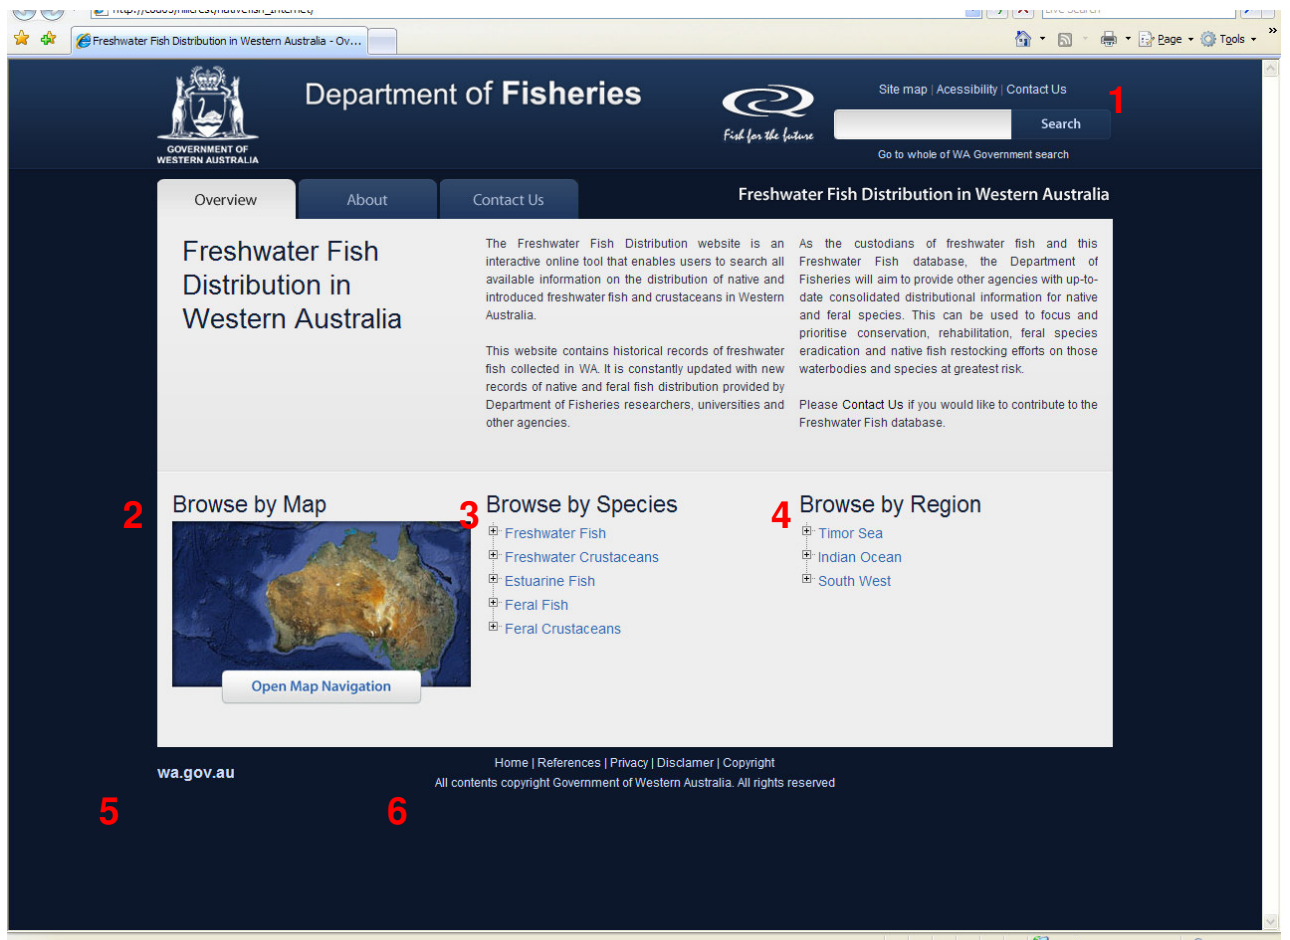 Freshwater Fish Distribution in Western Australia - Ov...
Page
Tools
»
GOVERNMENT OF
WESTERN AUSTRALIA
Department of Fisheries
Fish for the future
Site map | Acessibility | Contact Us
1
Search
Go to whole of WA Government search
Overview
About
Contact Us
Freshwater Fish Distribution in Western Australia
Freshwater Fish
Distribution in
Western Australia
The Freshwater Fish Distribution website is an
interactive online tool that enables users to search all
available information on the distribution of native and
introduced freshwater fish and crustaceans in Western
Australia.
This website contains historical records of freshwater
fish collected in WA. It is constantly updated with new
records of native and feral fish distribution provided by
Department of Fisheries researchers, universities and
other agencies.
As the custodians of freshwater fish and this
Freshwater Fish database, the Department of
Fisheries will aim to provide other agencies with up-to-
date consolidated distributional information for native
and feral species. This can be used to focus and
prioritise conservation, rehabilitation, feral species
eradication and native fish restocking efforts on those
waterbodies and species at greatest risk.
Please Contact Us if you would like to contribute to the
Freshwater Fish database.
2
Browse by Map
Open Map Navigation
3
Browse by Species
Freshwater Fish
Freshwater Crustaceans
Estuarine Fish
Feral Fish
Feral Crustaceans
4
Browse by Region
Timor Sea
Indian Ocean
South West
wa.gov.au
Home | References | Privacy | Disclamer | Copyright
All contents copyright Government of Western Australia. All rights reserved
5
6